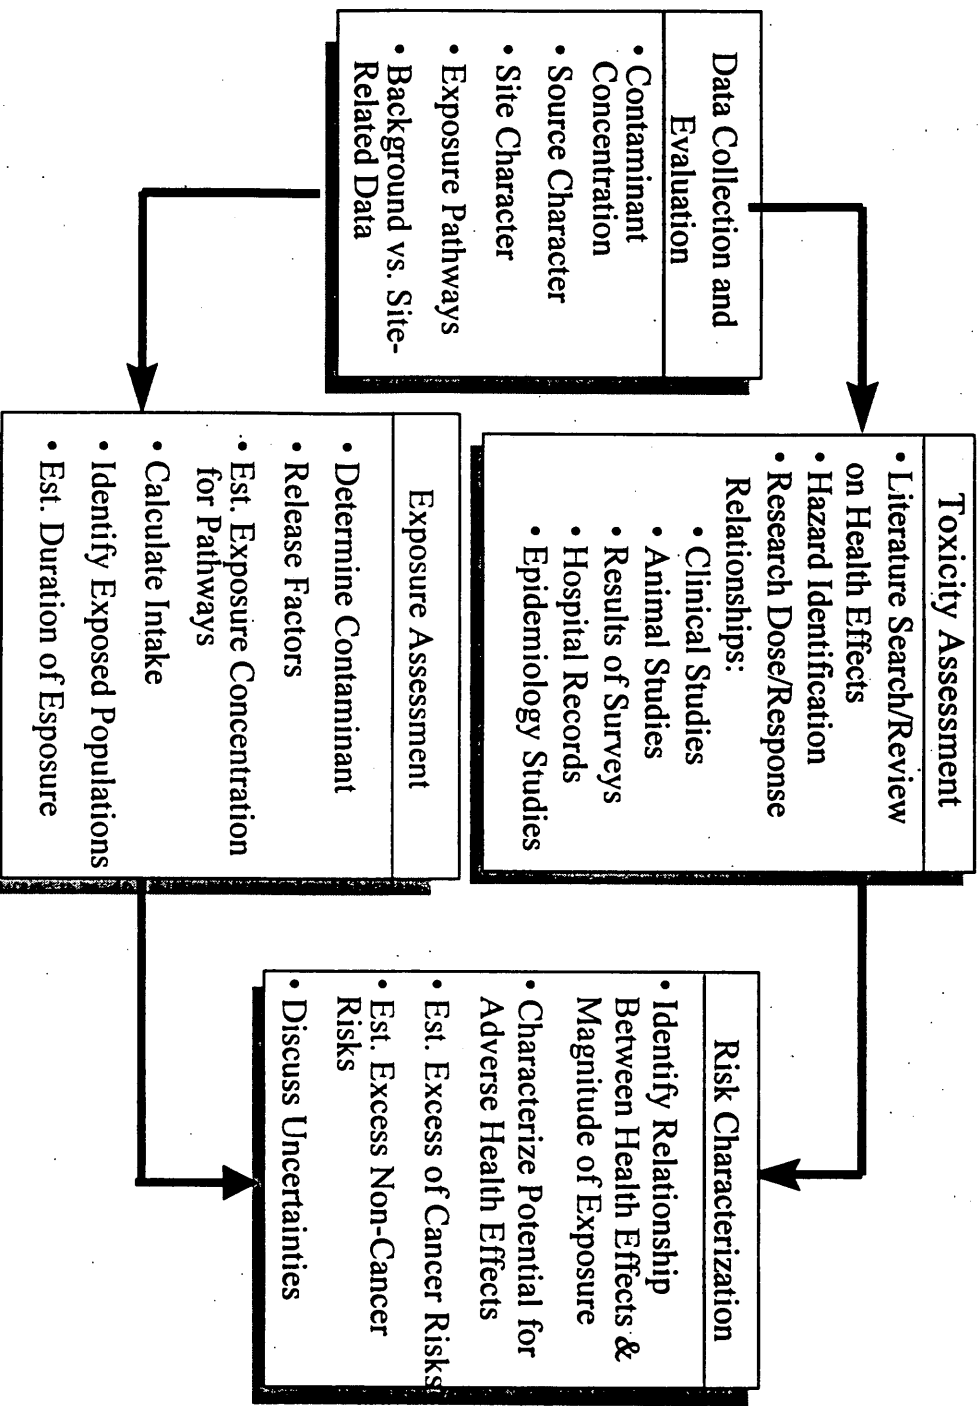 Data Collection and
Evaluation
• Contaminant
Concentration
• Source Character
• Site Character
• Exposure Pathways
• Background vs. Site-
Related Data
Toxicity Assessment
• Literature Search/Review
on Health Effects
• Hazard Identification
• Research Dose/Response
Relationships:
• Clinical Studies
• Animal Studies
• Results of Surveys
• Hospital Records
• Epidemiology Studies
Exposure Assessment
• Determine Contaminant
• Release Factors
• Est. Exposure Concentration
for Pathways
• Calculate Intake
• Identify Exposed Populations
• Est. Duration of Esposure
Risk Characterization
• Identify Relationship
Between Health Effects &
Magnitude of Exposure
• Characterize Potential for
Adverse Health Effects
• Est. Excess of Cancer Risks
• Est. Excess Non-Cancer
Risks
• Discuss Uncertainties